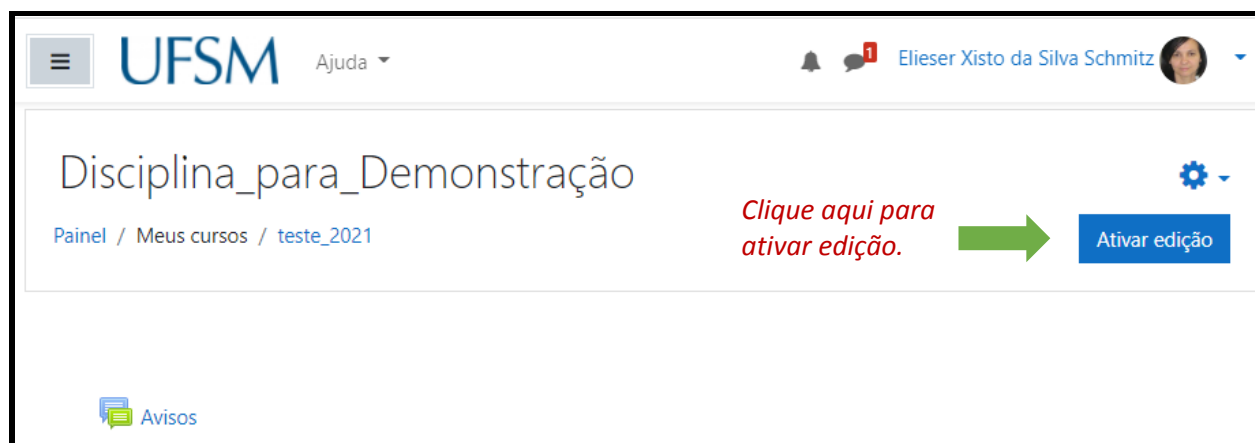 UFSM Ajuda 1 Elieser Xisto da Silva Schmitz
Disciplina_para_Demonstração
Clique aqui para
ativar edição.
Painel / Meus cursos / teste_2021
Ativar edição
Avisos